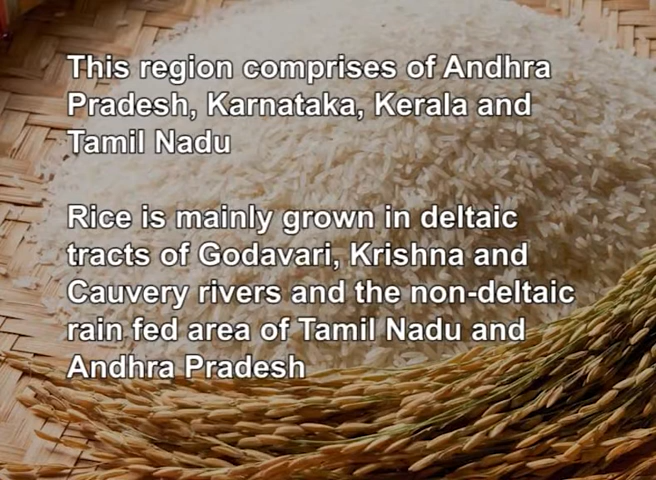 This region comprises of Andhra
Pradesh, Karnataka, Kerala and
Tamil Nadu
Rice is mainly grown in deltaic
tracts of Godavari, Krishna and
Cauvery rivers and the non-deltaic
rain fed area of Tamil Nadu and
Andhra Pradesh